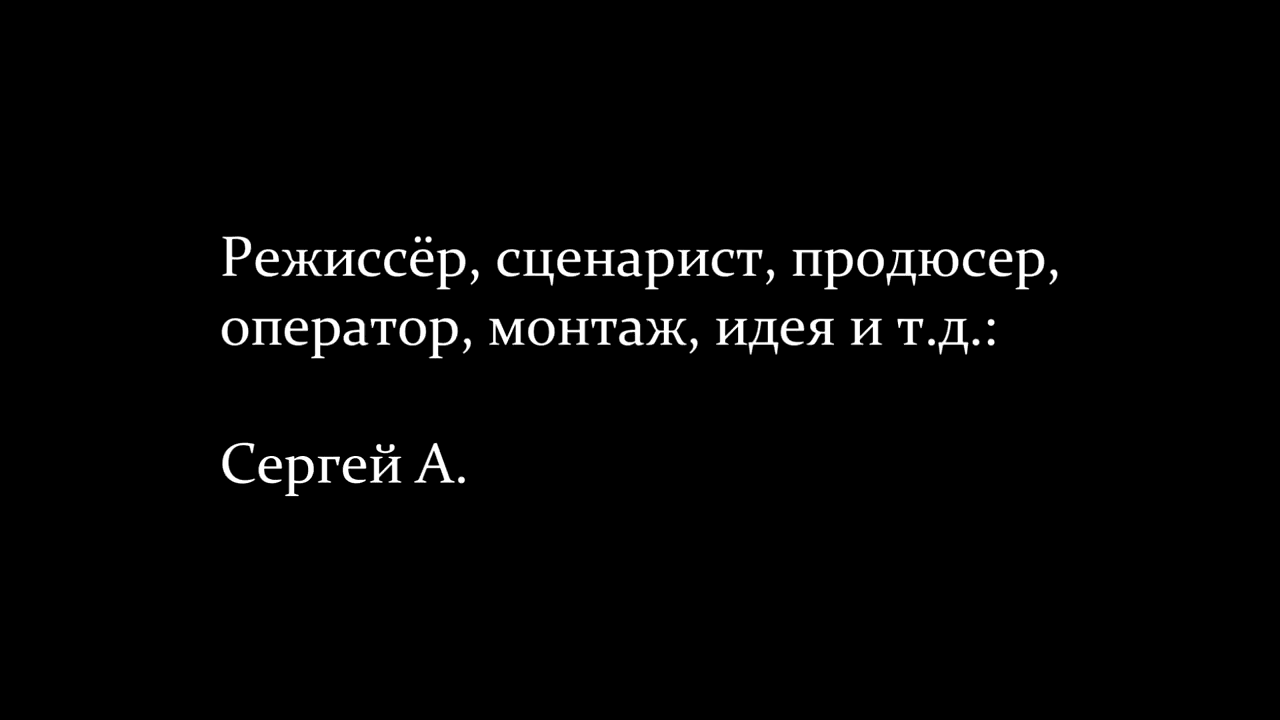 Режиссёр, сценарист, продюсер,
оператор, монтаж, идея и т.д.:
Сергей А.